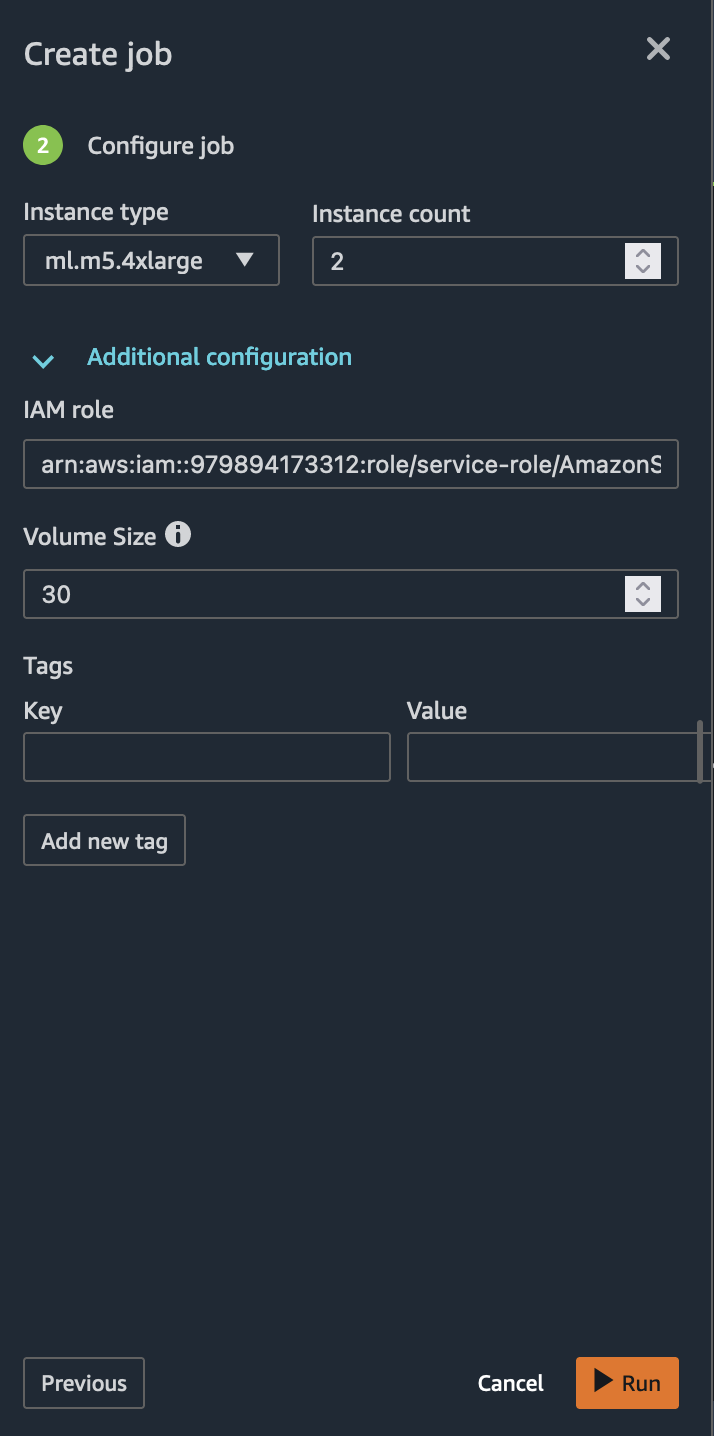 Create job
2 Configure job
Instance type Instance count
ml.m5.4xlarge 2
Additional configuration
IAM role
arn:aws:iam::979894173312:role/service-role/AmazonS
Volume Size
30
Tags
Key Value
Add new tag
Previous Cancel Run